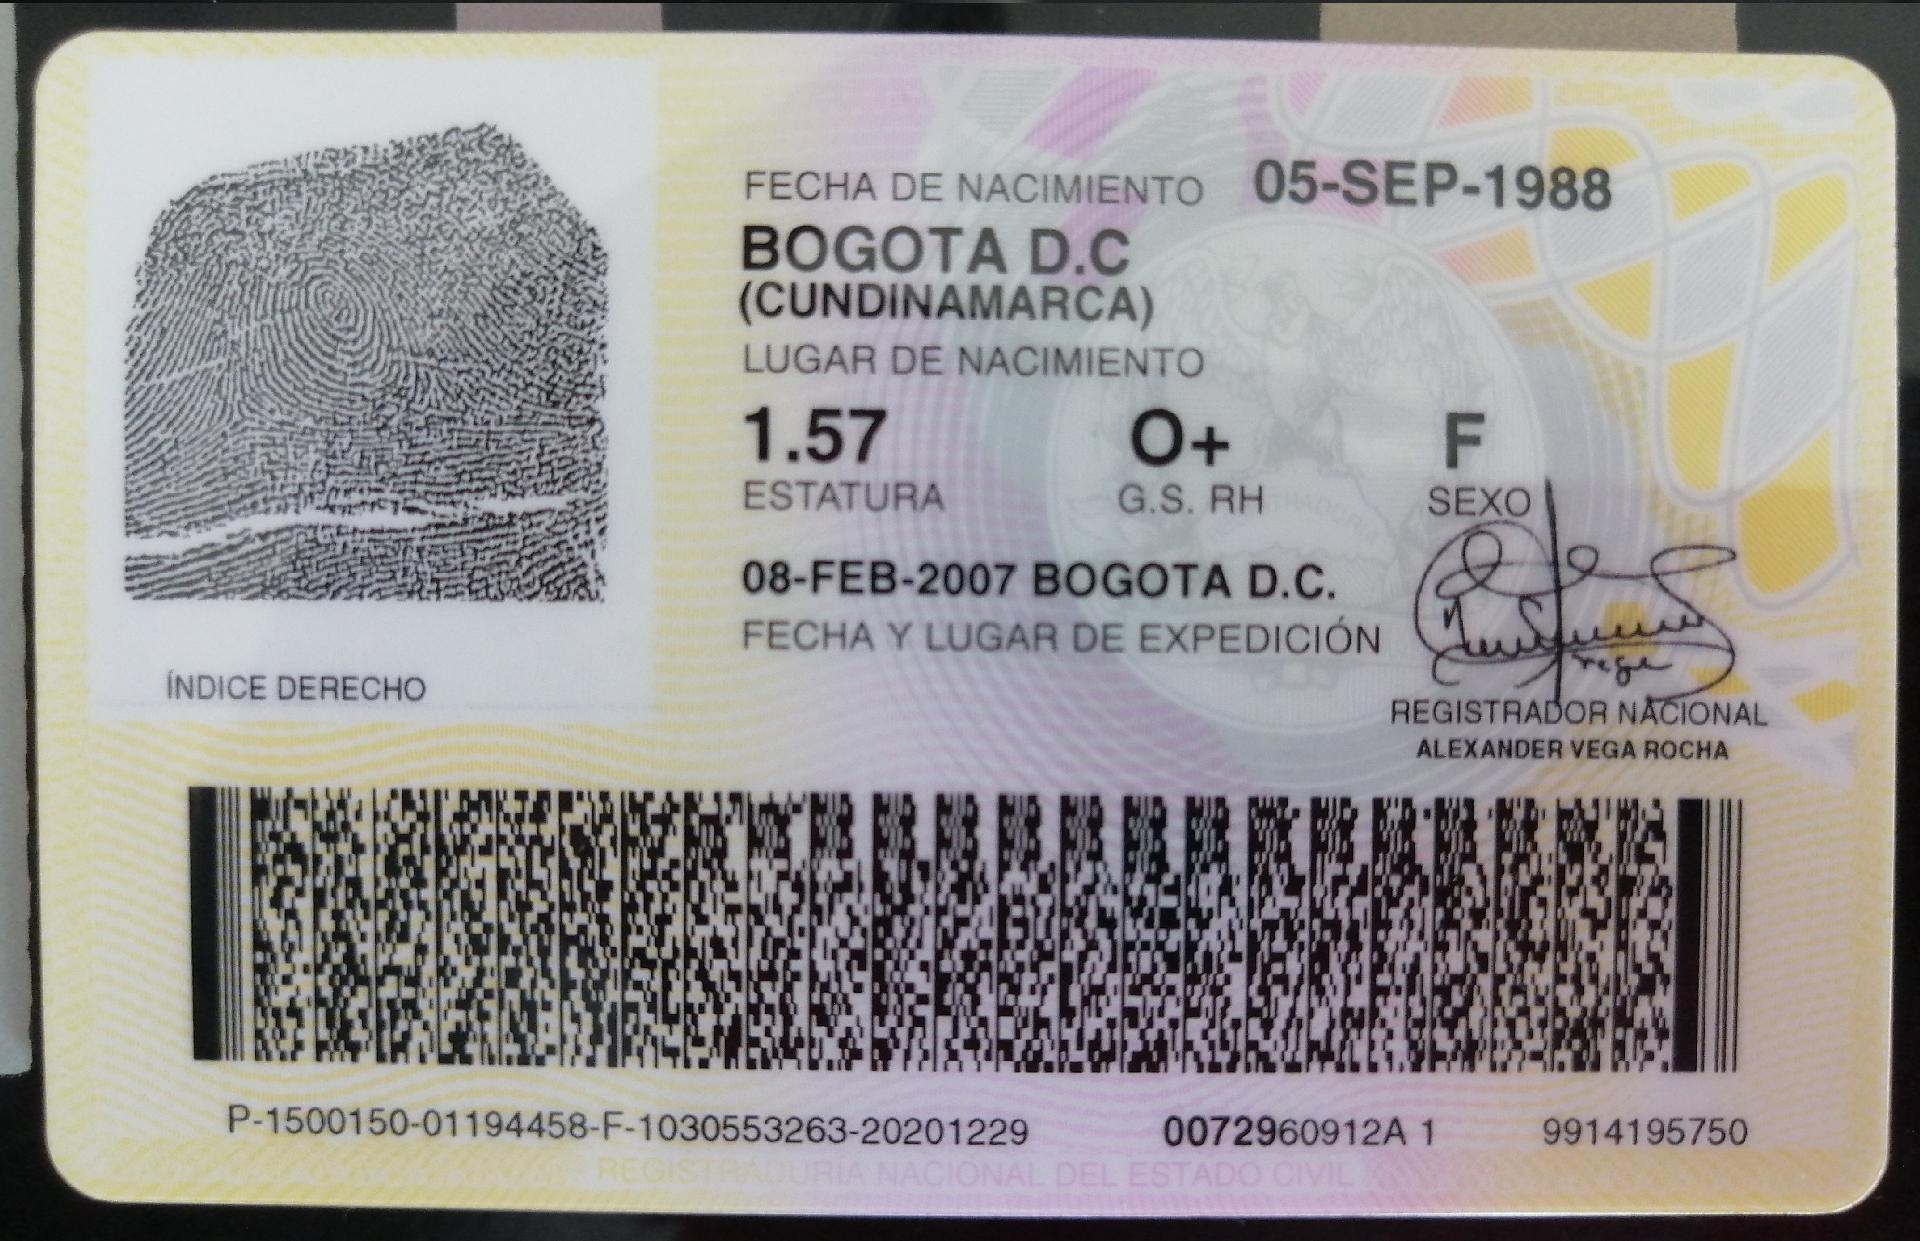 FECHA DE NACIMIENTO 05-SEP-1988
BOGOTA D.C
(CUNDINAMARCA)
LUGAR DE NACIMIENTO
1.57 O+ F
ESTATURA G.S. RH SEXO
08-FEB-2007 BOGOTA D.C.
FECHA Y LUGAR DE EXPEDICIÓN
ÍNDICE DERECHO
REGISTRADOR NACIONAL
ALEXANDER VEGA ROCHA
P-1500150-01194458-F-1030553263-20201229 0072960912A 1 9914195750
REGISTRADURÍA NACIONAL DEL ESTADO CIVIL